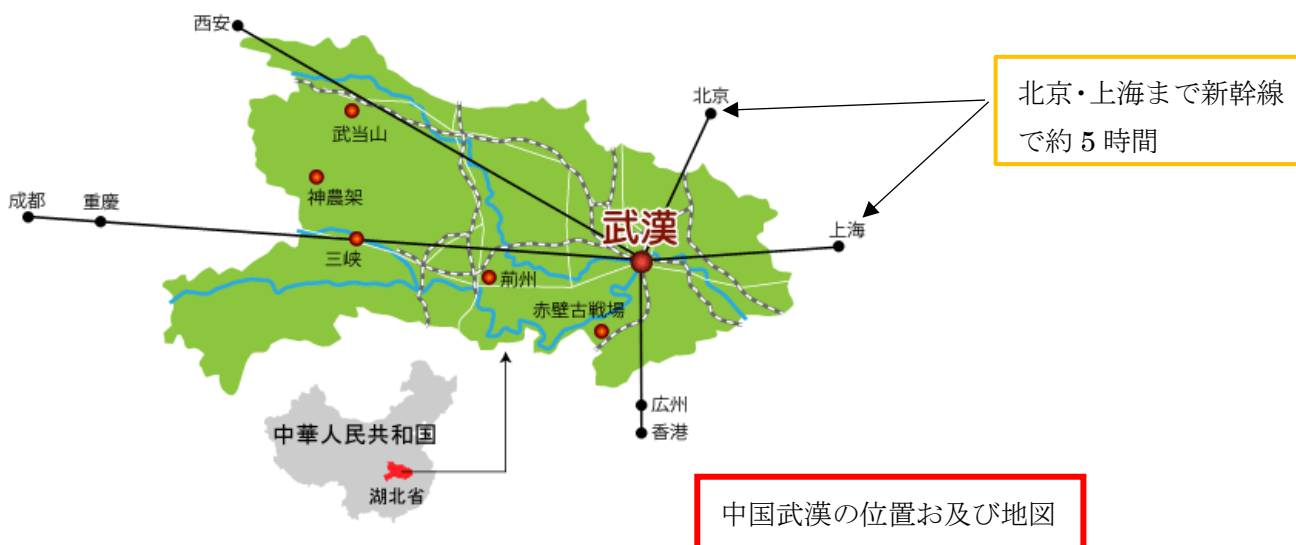 西安
北京
北京・上海まで新幹線
で約 5 時間
武当山
神農架
成都
重慶
武漢
上海
三峡
荊州
赤壁古戦場
広州
香港
中華人民共和国
湖北省
中国武漢の位置お及び地図